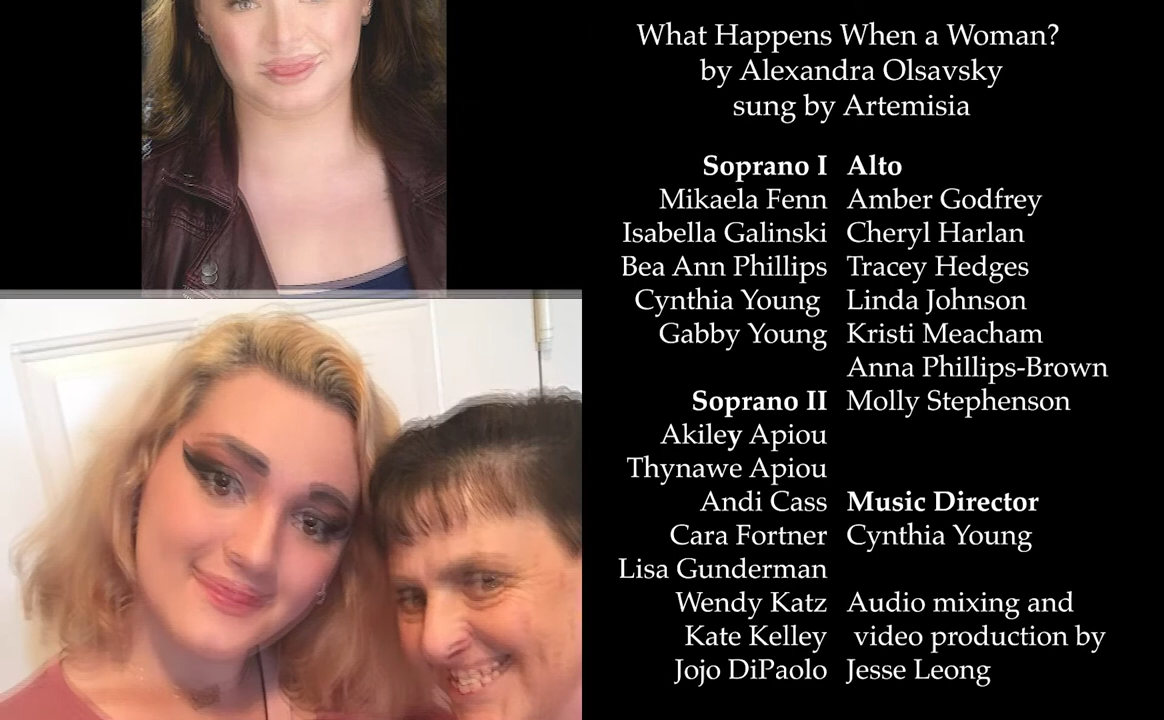 What Happens When a Woman?
by Alexandra Olsavsky
sung by Artemisia
Soprano I
Mikaela Fenn
Isabella Galinski
Bea Ann Phillips
Cynthia Young
Gabby Young
Soprano II
Akiley Apiou
Thynawe Apiou
Andi Cass
Cara Fortner
Lisa Gunderman
Wendy Katz
Kate Kelley
Jojo DiPaolo
Alto
Amber Godfrey
Cheryl Harlan
Tracey Hedges
Linda Johnson
Kristi Meacham
Anna Phillips-Brown
Molly Stephenson
Music Director
Cynthia Young
Audio mixing and
video production by
Jesse Leong